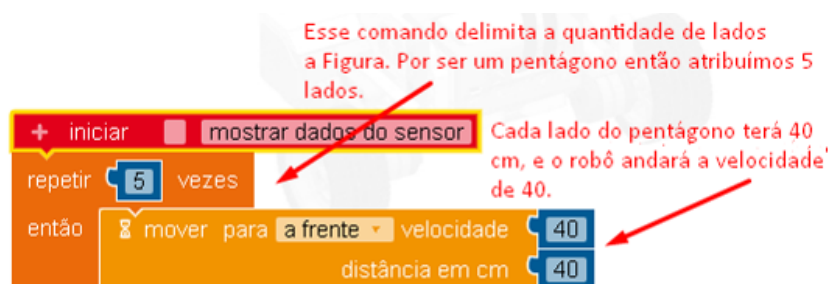 Esse comando delimita a quantidade de lados
a Figura. Por ser um pentágono então atribuímos 5
lados.
+ iniciar mostrar dados do sensor
Cada lado do pentágono terá 40
cm, e o robô andará a velocidade'
de 40.
repetir 5 vezes
então mover para a frente velocidade 40
distância em cm 40